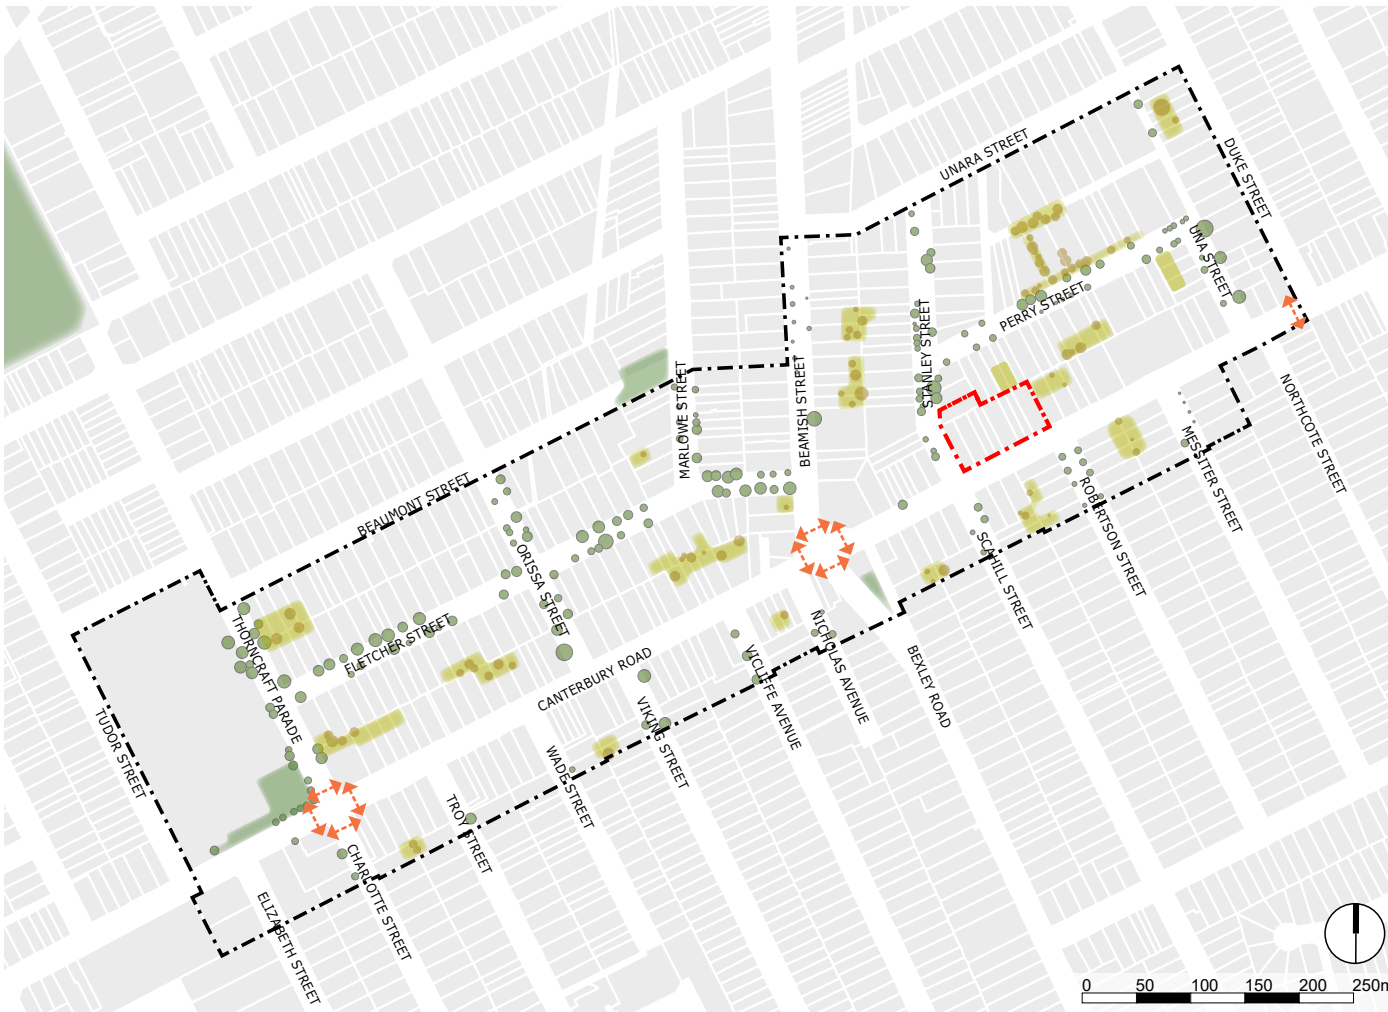 UNARA STREET
DUKE STREET
UNA STREET
PERRY STREET
STANLEY STREET
BEAMISH STREET
MARLOWE STREET
NORTHCOTE STREET
MESSITER STREET
ROBERTSON STREET
SCAHILL STREET
BEAUMONT STREET
ORISSA STREET
FLETCHER STREET
THORNCRAFT PARADE
CANTERBURY ROAD
NICHOLAS AVENUE
BEXLEY ROAD
VICLIFFE AVENUE
VIKING STREET
WADE STREET
TROY STREET
TUDOR STREET
CHARLOTTE STREET
ELIZABETH STREET
0 50 100 150 200 250m